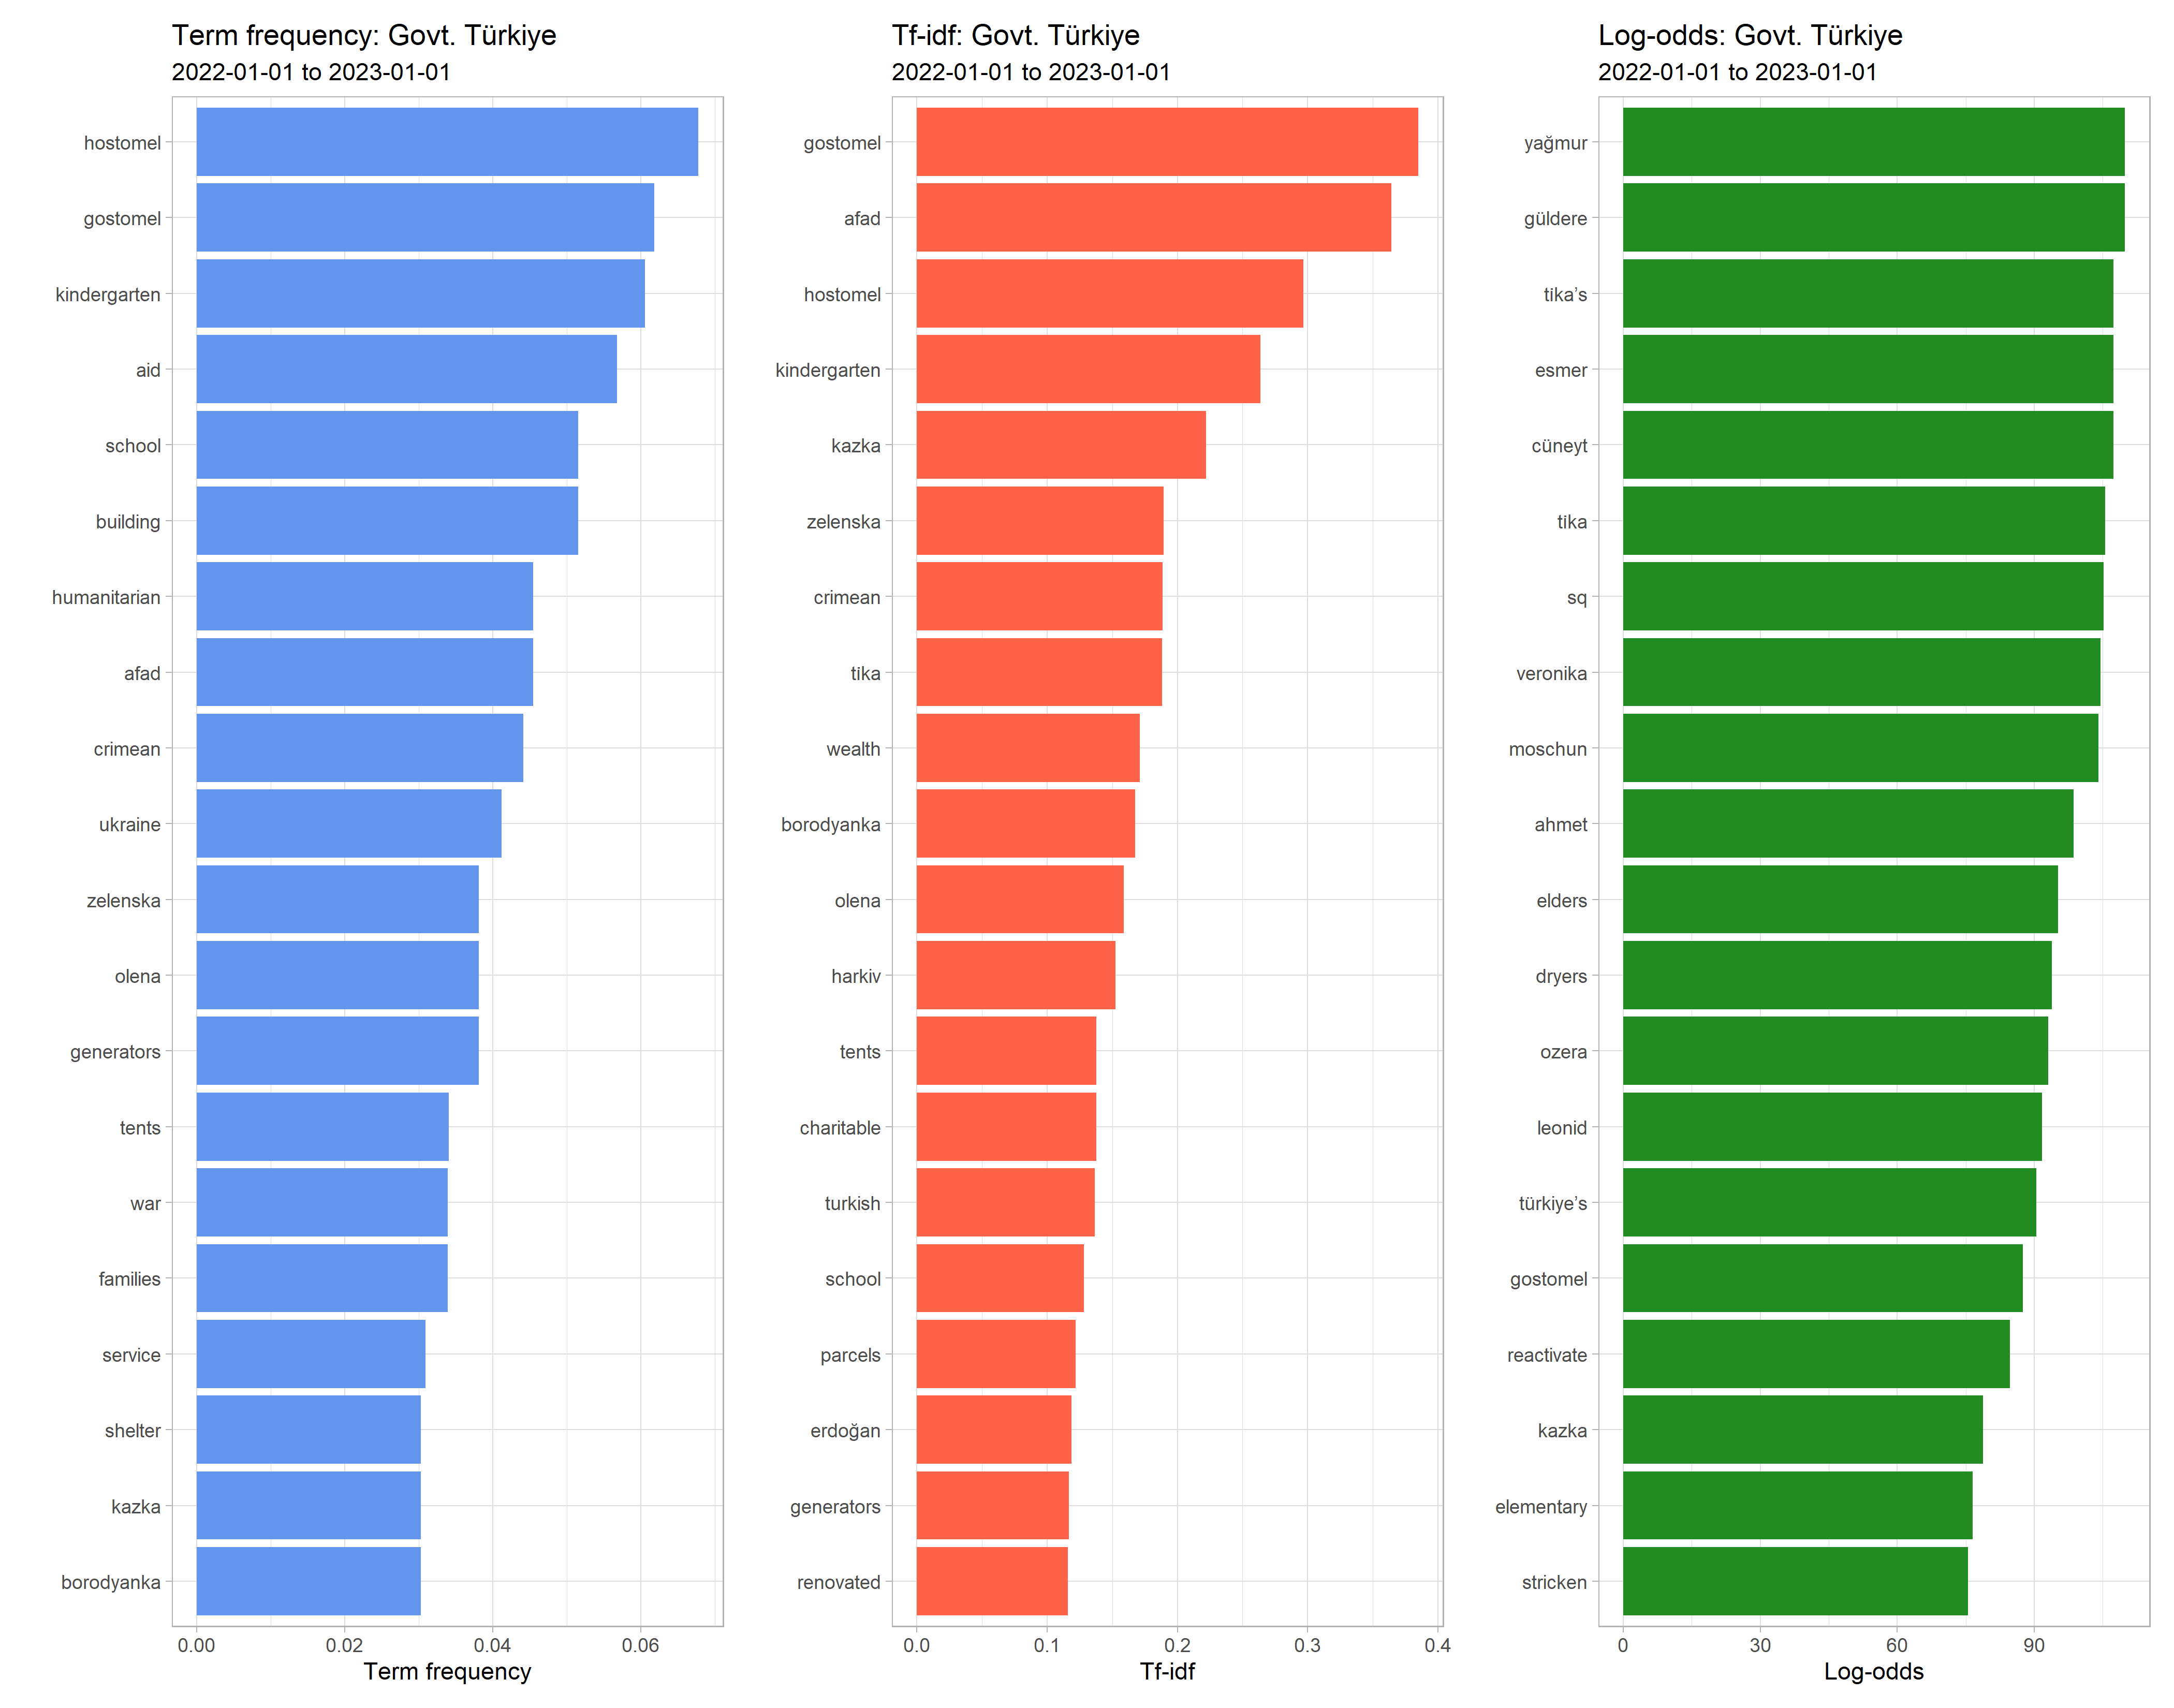 Term frequency: Govt. Türkiye
2022-01-01 to 2023-01-01
hostomel
gostomel
kindergarten
aid
school
building
humanitarian
afad
crimean
ukraine
zelenska
olena
generators
tents
war
families
service
shelter
kazka
borodyanka
0.00 0.02 0.04 0.06
Term frequency
Tf-idf: Govt. Türkiye
2022-01-01 to 2023-01-01
gostomel
afad
hostomel
kindergarten
kazka
zelenska
crimean
tika
wealth
borodyanka
olena
harkiv
tents
charitable
turkish
school
parcels
erdoğan
generators
renovated
0.0 0.1 0.2 0.3 0.4
Tf-idf
Log-odds: Govt. Türkiye
2022-01-01 to 2023-01-01
yağmur
güldere
tika’s
esmer
cüneyt
tika
sq
veronika
moschun
ahmet
elders
dryers
ozera
leonid
türkiye’s
gostomel
reactivate
kazka
elementary
stricken
0 30 60 90
Log-odds